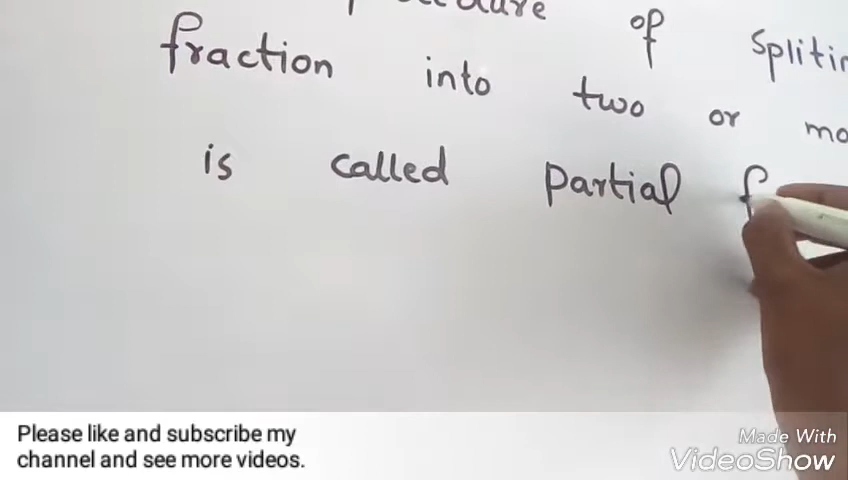 of
fraction into two or
is called Partial f
Please like and subscribe my
channel and see more videos.
Made With
VideoShow